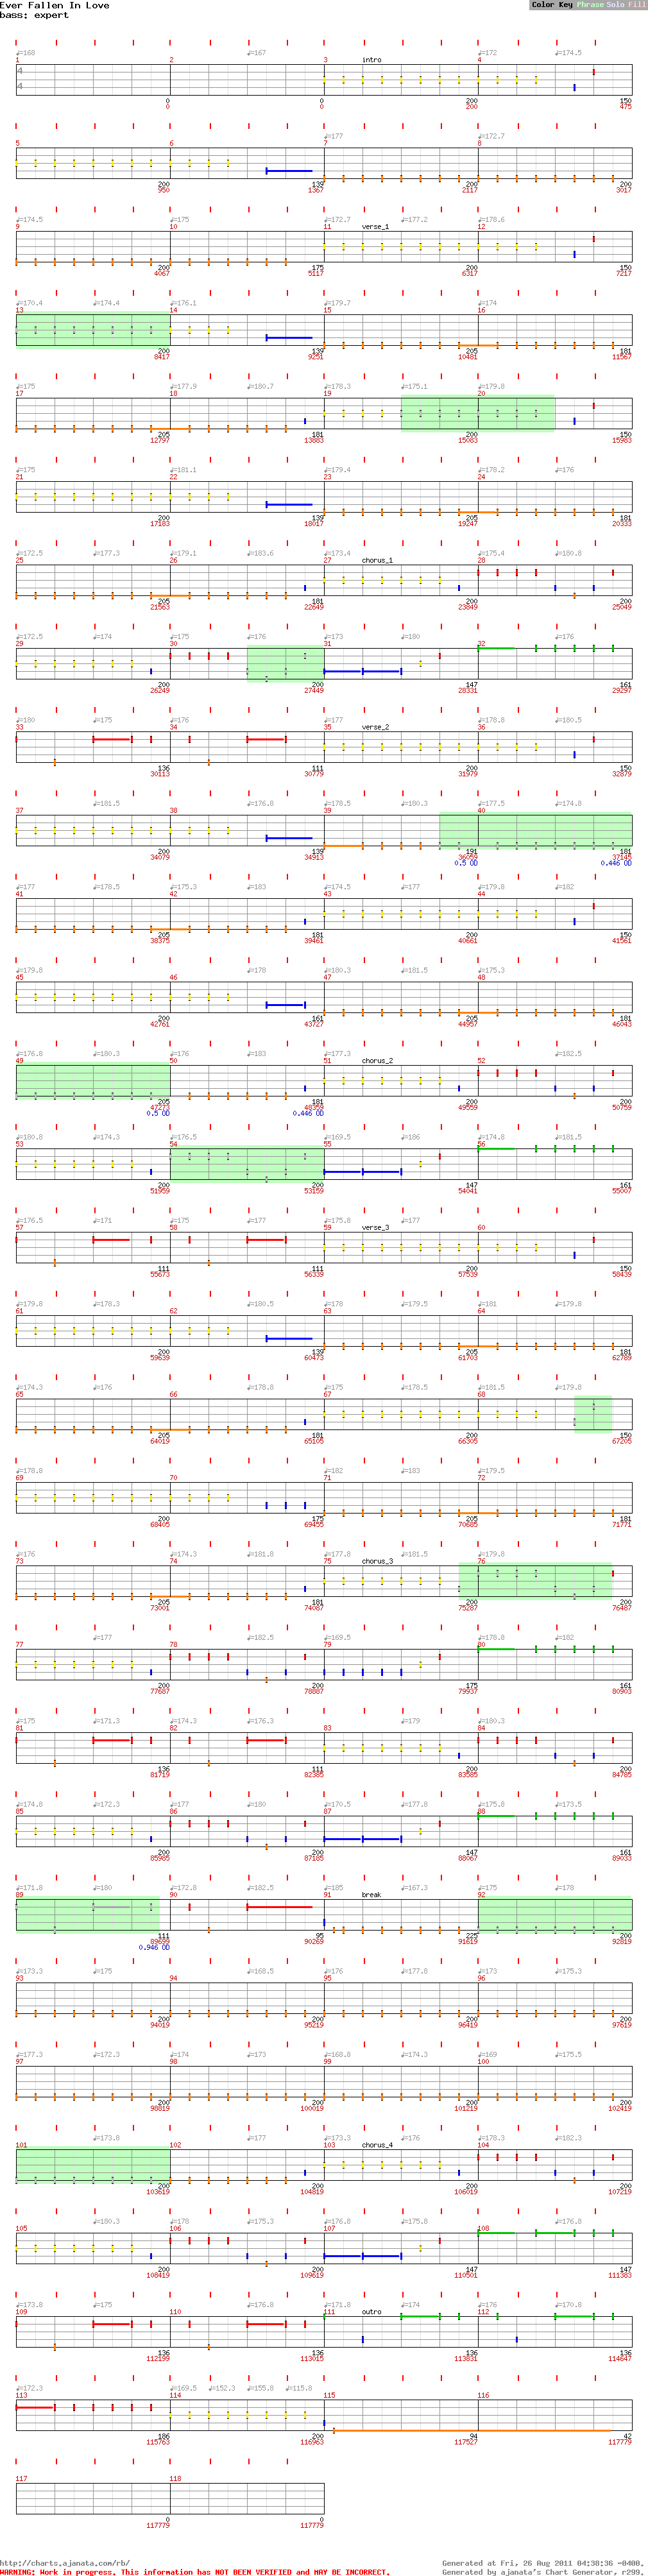 Ever Fallen In Love
Color Key Phrase Solo Fill
bass: expert
♩=168 ♩=167 ♩=172 ♩=174.5
1 2 3 intro 4
4
4
0 0 200 150
0 0 200 475
♩=177 ♩=172.7
5 6 7 8
200 139 200 200
950 1367 2117 3017
♩=174.5 ♩=175 ♩=172.7 ♩=177.2 ♩=178.6
9 10 11 verse_1 12
200 175 200 150
4067 5117 6317 7217
♩=170.4 ♩=174.4 ♩=176.1 ♩=179.7 ♩=174
13 14 15 16
200 139 205 181
8417 9251 10481 11567
♩=175 ♩=177.9 ♩=180.7 ♩=178.3 ♩=175.1 ♩=179.8
17 18 19 20
205 181 200 150
12797 13883 15083 15983
♩=175 ♩=181.1 ♩=179.4 ♩=178.2 ♩=176
21 22 23 24
200 139 205 181
17183 18017 19247 20333
♩=172.5 ♩=177.3 ♩=179.1 ♩=183.6 ♩=173.4 ♩=175.4 ♩=180.8
25 26 27 chorus_1 28
205 181 200 200
21563 22649 23849 25049
♩=172.5 ♩=174 ♩=175 ♩=176 ♩=173 ♩=180 ♩=176
29 30 31 32
200 200 147 161
26249 27449 28331 29297
♩=180 ♩=175 ♩=176 ♩=177 ♩=178.8 ♩=180.5
33 34 35 verse_2 36
136 111 200 150
30113 30779 31979 32879
♩=181.5 ♩=176.8 ♩=178.5 ♩=180.3 ♩=177.5 ♩=174.8
37 38 39 40
200 139 191 181
34079 34913 36059 37145
0.5 OD 0.446 OD
♩=177 ♩=178.5 ♩=175.3 ♩=183 ♩=174.5 ♩=177 ♩=179.8 ♩=182
41 42 43 44
205 181 200 150
38375 39461 40661 41561
♩=179.8 ♩=178 ♩=180.3 ♩=181.5 ♩=175.3
45 46 47 48
200 161 205 181
42761 43727 44957 46043
♩=176.8 ♩=180.3 ♩=176 ♩=183 ♩=177.3 ♩=182.5
49 50 51 chorus_2 52
205 181 200 200
47273 48359 49559 50759
0.5 OD 0.446 OD
♩=180.8 ♩=174.3 ♩=176.5 ♩=169.5 ♩=186 ♩=174.8 ♩=181.5
53 54 55 56
200 200 147 161
51959 53159 54041 55007
♩=176.5 ♩=171 ♩=175 ♩=177 ♩=175.8 ♩=177
57 58 59 verse_3 60
111 111 200 150
55673 56339 57539 58439
♩=179.8 ♩=178.3 ♩=180.5 ♩=178 ♩=179.5 ♩=181 ♩=179.8
61 62 63 64
200 139 205 181
59639 60473 61703 62789
♩=174.3 ♩=176 ♩=178.8 ♩=175 ♩=178.5 ♩=181.5 ♩=179.8
65 66 67 68
205 181 200 150
64019 65105 66305 67205
♩=178.8 ♩=182 ♩=183 ♩=179.5
69 70 71 72
200 175 205 181
68405 69455 70685 71771
♩=176 ♩=174.3 ♩=181.8 ♩=177.8 ♩=181.5 ♩=179.8
73 74 75 chorus_3 76
205 181 200 200
73001 74087 75287 76487
♩=177 ♩=182.5 ♩=169.5 ♩=178.8 ♩=182
77 78 79 80
200 200 175 161
77687 78887 79937 80903
♩=175 ♩=171.3 ♩=174.3 ♩=176.3 ♩=179 ♩=180.3
81 82 83 84
136 111 200 200
81719 82385 83585 84785
♩=174.8 ♩=172.3 ♩=177 ♩=180 ♩=170.5 ♩=177.8 ♩=175.8 ♩=173.5
85 86 87 88
200 200 147 161
85985 87185 88067 89033
♩=171.8 ♩=180 ♩=172.8 ♩=182.5 ♩=185 ♩=167.3 ♩=175 ♩=178
89 90 91 break 92
111 95 225 200
89699 90269 91619 92819
0.946 OD
♩=173.3 ♩=175 ♩=168.5 ♩=176 ♩=177.8 ♩=173 ♩=175.3
93 94 95 96
200 200 200 200
94019 95219 96419 97619
♩=177.3 ♩=172.3 ♩=174 ♩=173 ♩=168.8 ♩=174.3 ♩=169 ♩=175.5
97 98 99 100
200 200 200 200
98819 100019 101219 102419
♩=173.8 ♩=177 ♩=173.3 ♩=176 ♩=178.3 ♩=182.3
101 102 103 chorus_4 104
200 200 200 200
103619 104819 106019 107219
♩=180.3 ♩=178 ♩=175.3 ♩=176.8 ♩=175.8 ♩=176.8
105 106 107 108
200 200 147 147
108419 109619 110501 111383
♩=173.8 ♩=175 ♩=176.8 ♩=171.8 ♩=174 ♩=176 ♩=170.8
109 110 111 outro 112
136 136 136 136
112199 113015 113831 114647
♩=172.3 ♩=169.5 ♩=152.3 ♩=155.8 ♩=115.8
113 114 115 116
186 200 94 42
115763 116963 117527 117779
117 118
0 0
117779 117779
http://charts.ajanata.com/rb/
Generated at Fri, 26 Aug 2011 04:38:36 -0400.
WARNING: Work in progress. This information has NOT BEEN VERIFIED and MAY BE INCORRECT.
Generated by ajanata's Chart Generator, r299.